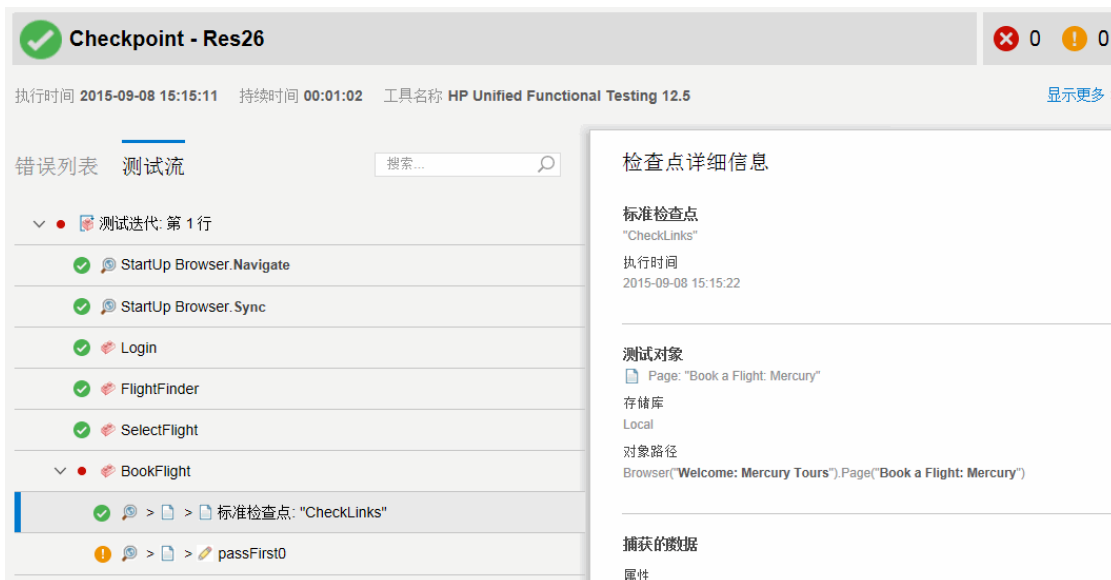 Checkpoint - Res26
0 0
执行时间 2015-09-08 15:15:11 持续时间 00:01:02 工具名称 HP Unified Functional Testing 12.5 显示更多
错误列表 测试流 搜索...
测试迭代: 第 1 行
StartUp Browser.Navigate
StartUp Browser.Sync
Login
FlightFinder
SelectFlight
BookFlight
> > 标准检查点: "CheckLinks"
> > passFirst0
检查点详细信息
标准检查点
"CheckLinks"
执行时间
2015-09-08 15:15:22
测试对象
Page: "Book a Flight: Mercury"
存储库
Local
对象路径
Browser("Welcome: Mercury Tours").Page("Book a Flight: Mercury")
捕获的数据
属性